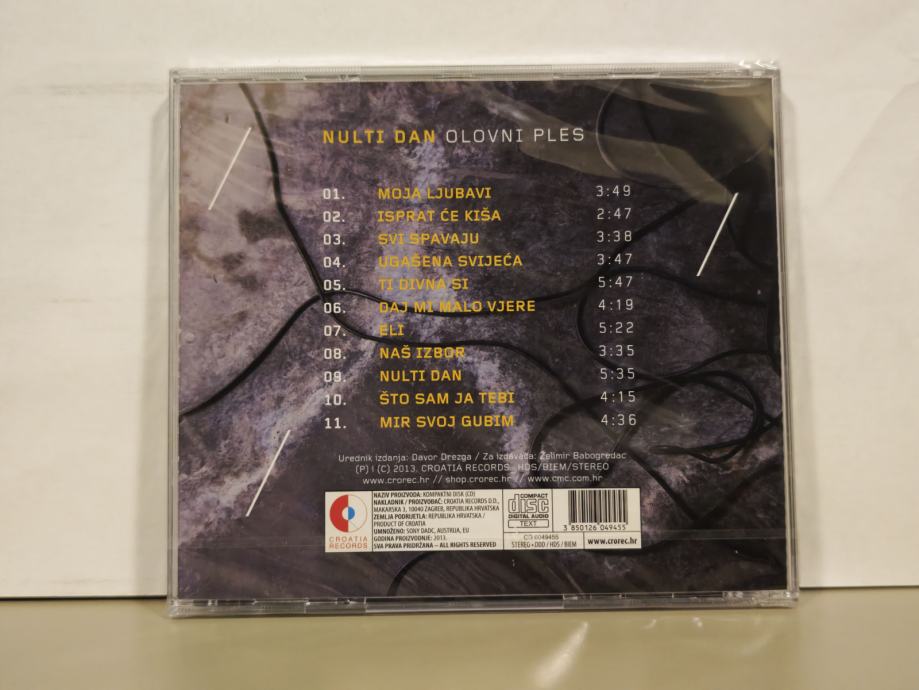 NULTI DAN OLOVNI PLES
01. MOJA LJUBAVI 3:49
02. ISPRAT ĆE KIŠA 2:47
03. SVI SPAVAJU 3:38
04. UGAŠENA SVIJEĆA 3:47
05. TI DIVNA SI 5:47
06. DAJ MI MALO VJERE 4:19
07. ELI 5:22
08. NAŠ IZBOR 3:35
09. NULTI DAN 5:35
10. ŠTO SAM JA TEBI 4:15
11. MIR SVOJ GUBIM 4:36
Urednik izdanja: Davor Drezga / Za izdavača: Želimir Babogredac
(P) i (C) 2013. CROATIA RECORDS - HDS/BIEM/STEREO
www.crorec.hr // shop.crorec.hr // www.cmc.com.hr
CROATIA
RECORDS
NAZIV PROIZVODA: KOMPAKTNI DISK (CD)
NAKLADNIK / PROIZVOĐAČ: CROATIA RECORDS D.D.,
MAKARSKA 3, 10040 ZAGREB, REPUBLIKA HRVATSKA
ZEMLJA PODRIJETLA: REPUBLIKA HRVATSKA /
PRODUCT OF CROATIA
UMNOŽENO: SONY DADC, AUSTRIJA, EU
GODINA PROIZVODNJE: 2013.
SVA PRAVA PRIDRŽANA – ALL RIGHTS RESERVED
COMPACT
disc
DIGITAL AUDIO
TEXT
CD 6049455
STEREO • DDD / HDS / BIEM
3 850126 049455
www.crorec.hr